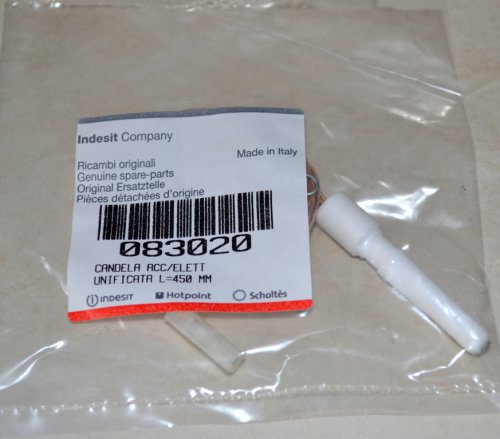 Indesit Company
Made in Italy
Ricambi originali
Genuine spare-parts
Original Ersatzteile
Pièces détachées d'origine
083020
CANDELA ACC/ELETT
UNIFICATA L=450 MM
INDESIT Hotpoint Scholtès